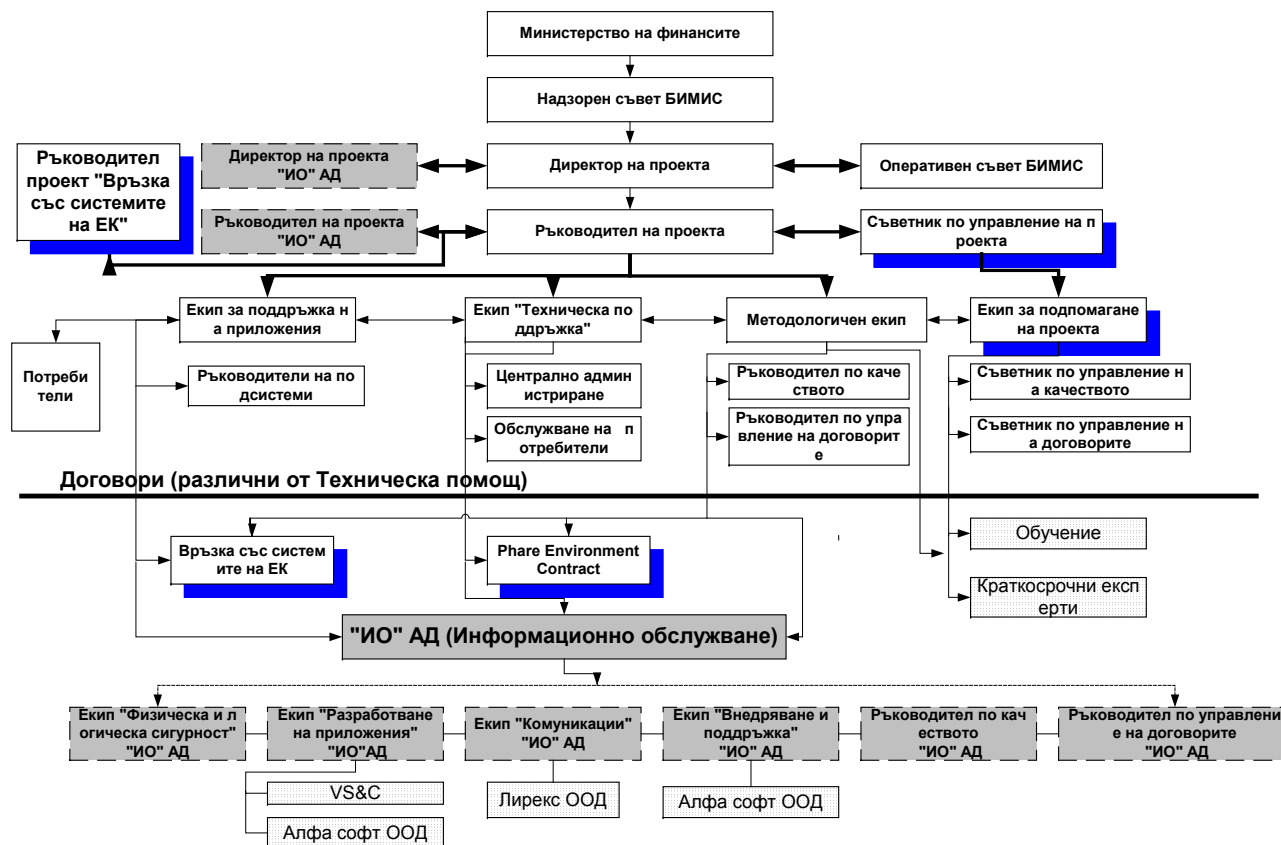 Министерство на финансите
Надзорен съвет БИМИС
Ръководител
проект "Връзка
със системите
на ЕК"
Директор на проекта
"ИО" АД
Директор на проекта
Оперативен съвет БИМИС
Ръководител на проекта
"ИО" АД
Ръководител на проекта
Съветник по управление на п
роекта
Екип за поддръжка н
а приложения
Екип "Техническа по
ддръжка"
Методологичен екип
Екип за подпомагане
на проекта
Потреби
тели
Ръководители на по
дсистеми
Централно админ
истриране
Ръководител по каче
ството
Съветник по управление н
а качеството
Обслужване на п
отребители
Ръководител по упра
вление на договорит
е
Съветник по управление н
а договорите
Договори (различни от Техническа помощ)
Обучение
Връзка със систем
ите на ЕК
Phare Environment
Contract
Краткосрочни експ
ерти
"ИО" АД (Информационно обслужване)
Екип "Физическа и л
огическа сигурност"
"ИО" АД
Екип "Разработване
на приложения"
"ИО"АД
Екип "Комуникации"
"ИО" АД
Екип "Внедряване и
поддръжка"
"ИО" АД
Ръководител по кач
еството
"ИО" АД
Ръководител по управлени
е на договорите
"ИО" АД
VS&C
Лирекс ООД
Алфа софт ООД
Алфа софт ООД